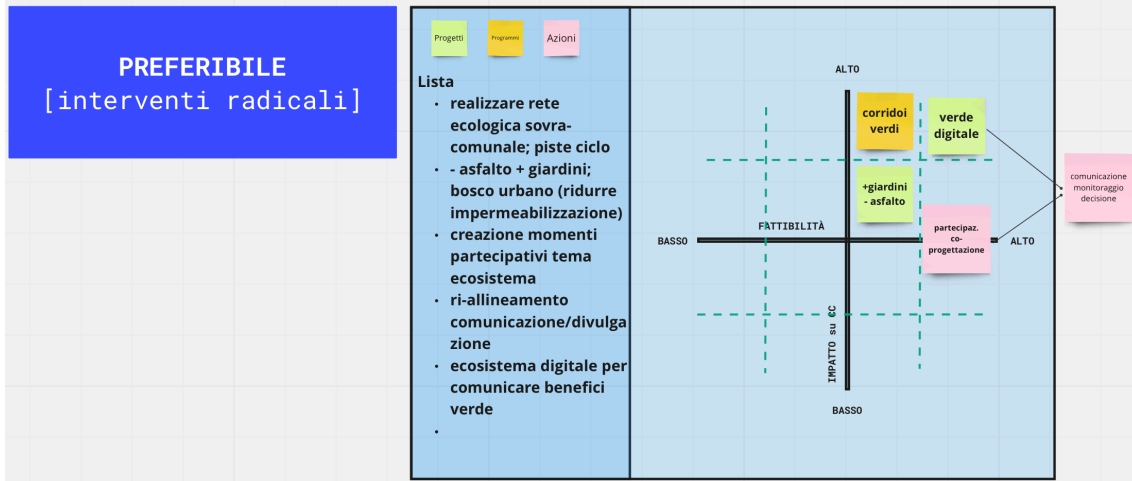 PREFERIBILE
[interventi radicali]
Progetti
Programmi
Azioni
Lista
• realizzare rete
ecologica sovra-
comunale; piste ciclo
• - asfalto + giardini;
bosco urbano (ridurre
impermeabilizzazione)
• creazione momenti
partecipativi tema
ecosistema
• ri-allineamento
comunicazione/divulga
zione
• ecosistema digitale per
comunicare benefici
verde
•
ALTO
corridoi
verdi
verde
digitale
+giardini
- asfalto
comunicazione
monitoraggio
decisione
FATTIBILITÀ
BASSO
partecipaz.
co-
progettazione
ALTO
IMPATTO su CC
BASSO